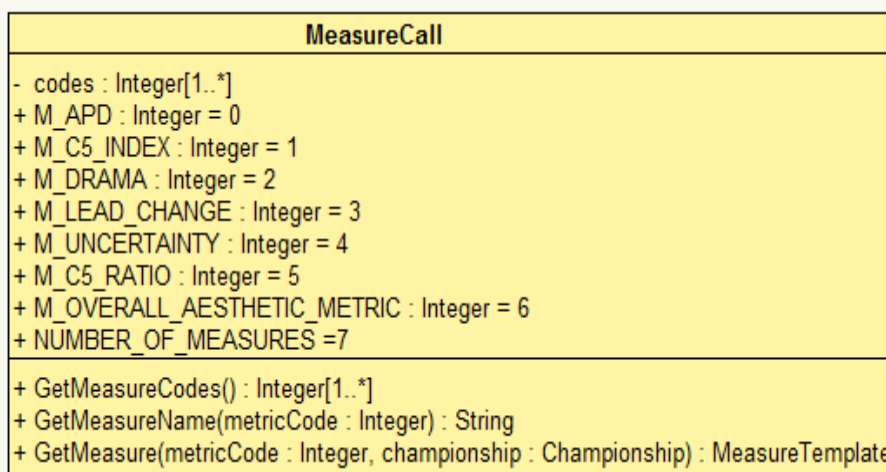 MeasureCall
- codes : Integer[1..*]
+ M_APD : Integer = 0
+ M_C5_INDEX : Integer = 1
+ M_DRAMA : Integer = 2
+ M_LEAD_CHANGE : Integer = 3
+ M_UNCERTAINTY : Integer = 4
+ M_C5_RATIO : Integer = 5
+ M_OVERALL_AESTHETIC_METRIC : Integer = 6
+ NUMBER_OF_MEASURES =7
+ GetMeasureCodes() : Integer[1..*]
+ GetMeasureName(metricCode : Integer) : String
+ GetMeasure(metricCode : Integer, championship : Championship) : MeasureTemplate